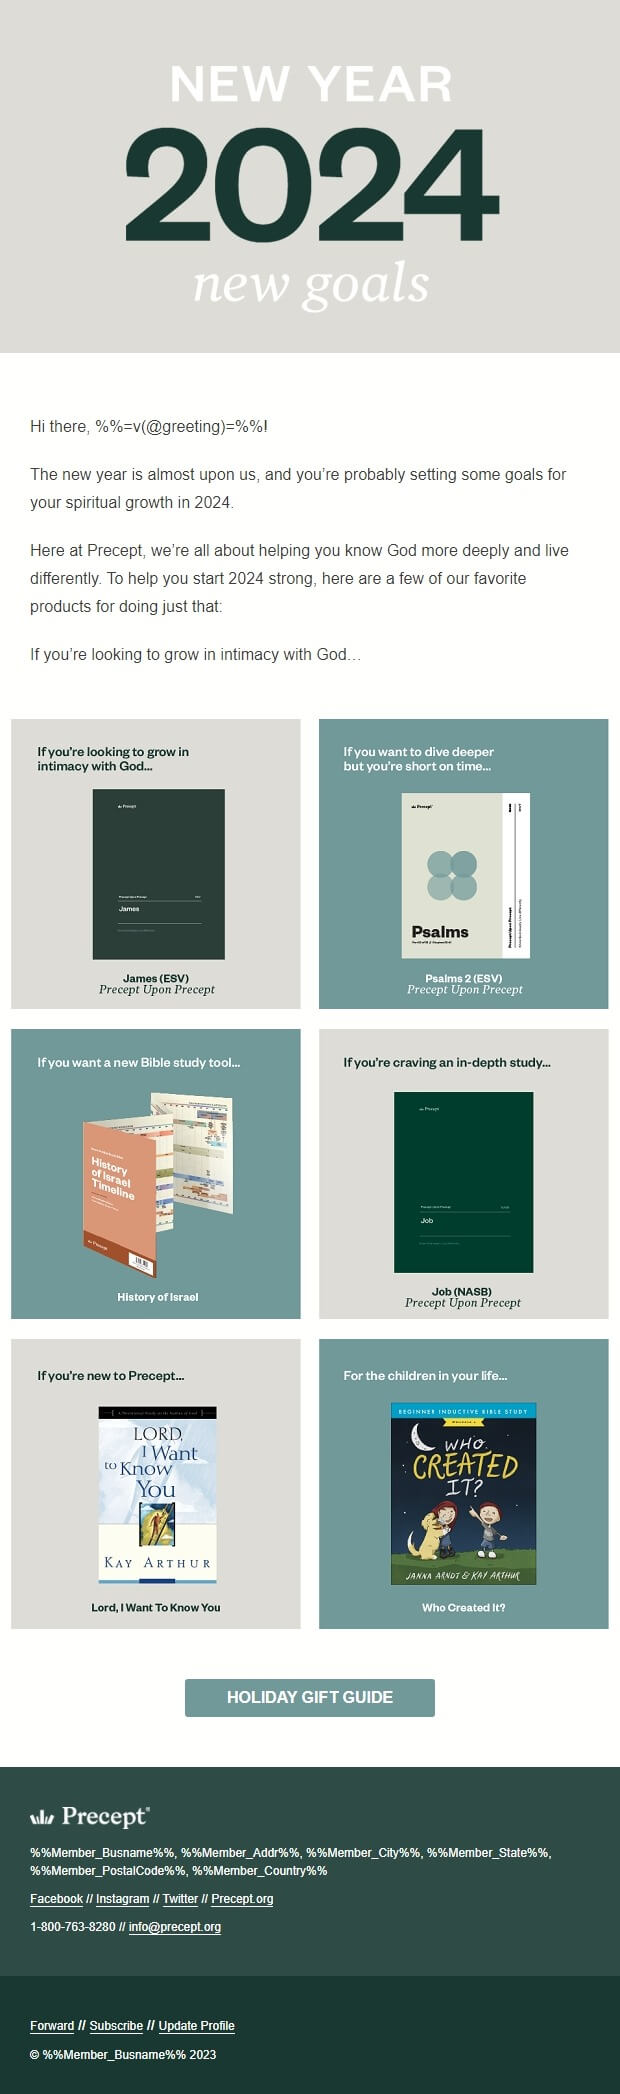 NEW YEAR
2024
new goals
Hi there, %%=v(@greeting)=%%!
The new year is almost upon us, and you're probably setting some goals for
your spiritual growth in 2024.
Here at Precept, we're all about helping you know God more deeply and live
differently. To help you start 2024 strong, here are a few of our favorite
products for doing just that:
If you're looking to grow in intimacy with God…
If you're looking to grow in
intimacy with God...
Precept
Precept Upon Precept
James
James (ESV)
Precept Upon Precept
If you want to dive deeper
but you're short on time...
Precept
Psalms
Precept Upon Precept
Psalms 2 (ESV)
Precept Upon Precept
If you want a new Bible study tool...
History
of Israel
Timeline
Precept
History of Israel
If you're craving an in-depth study...
Precept
Precept Upon Precept
Job
Job (NASB)
Precept Upon Precept
If you're new to Precept...
LORD,
I Want
to Know
You
KAY ARTHUR
Lord, I Want To Know You
For the children in your life...
BEGINNER INDUCTIVE BIBLE STUDY
WHO
CREATED
IT?
JANNA ARNDT & KAY ARTHUR
Who Created It?
HOLIDAY GIFT GUIDE
Precept®
%%Member_Busname%%, %%Member_Addr%%, %%Member_City%%, %%Member_State%%,
%%Member_PostalCode%%, %%Member_Country%%
Facebook // Instagram // Twitter // Precept.org
1-800-763-8280 // info@precept.org
Forward // Subscribe // Update Profile
© %%Member_Busname%% 2023